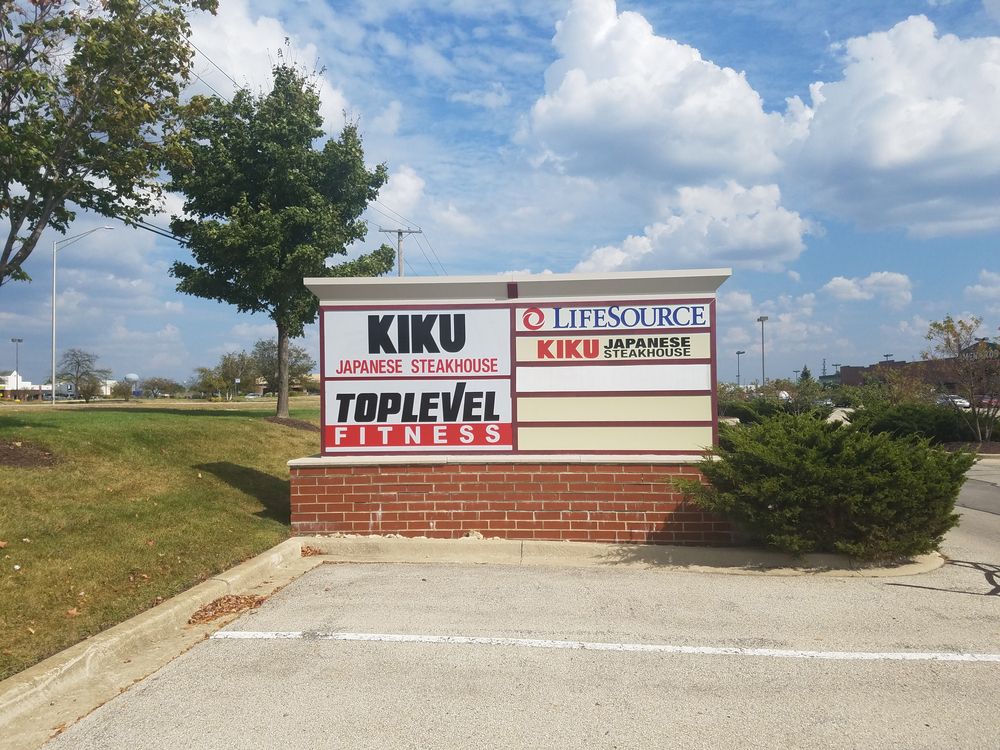 KIKU
JAPANESE STEAKHOUSE
TOPLEVEL
FITNESS
LIFESOURCE
KIKU JAPANESE
STEAKHOUSE